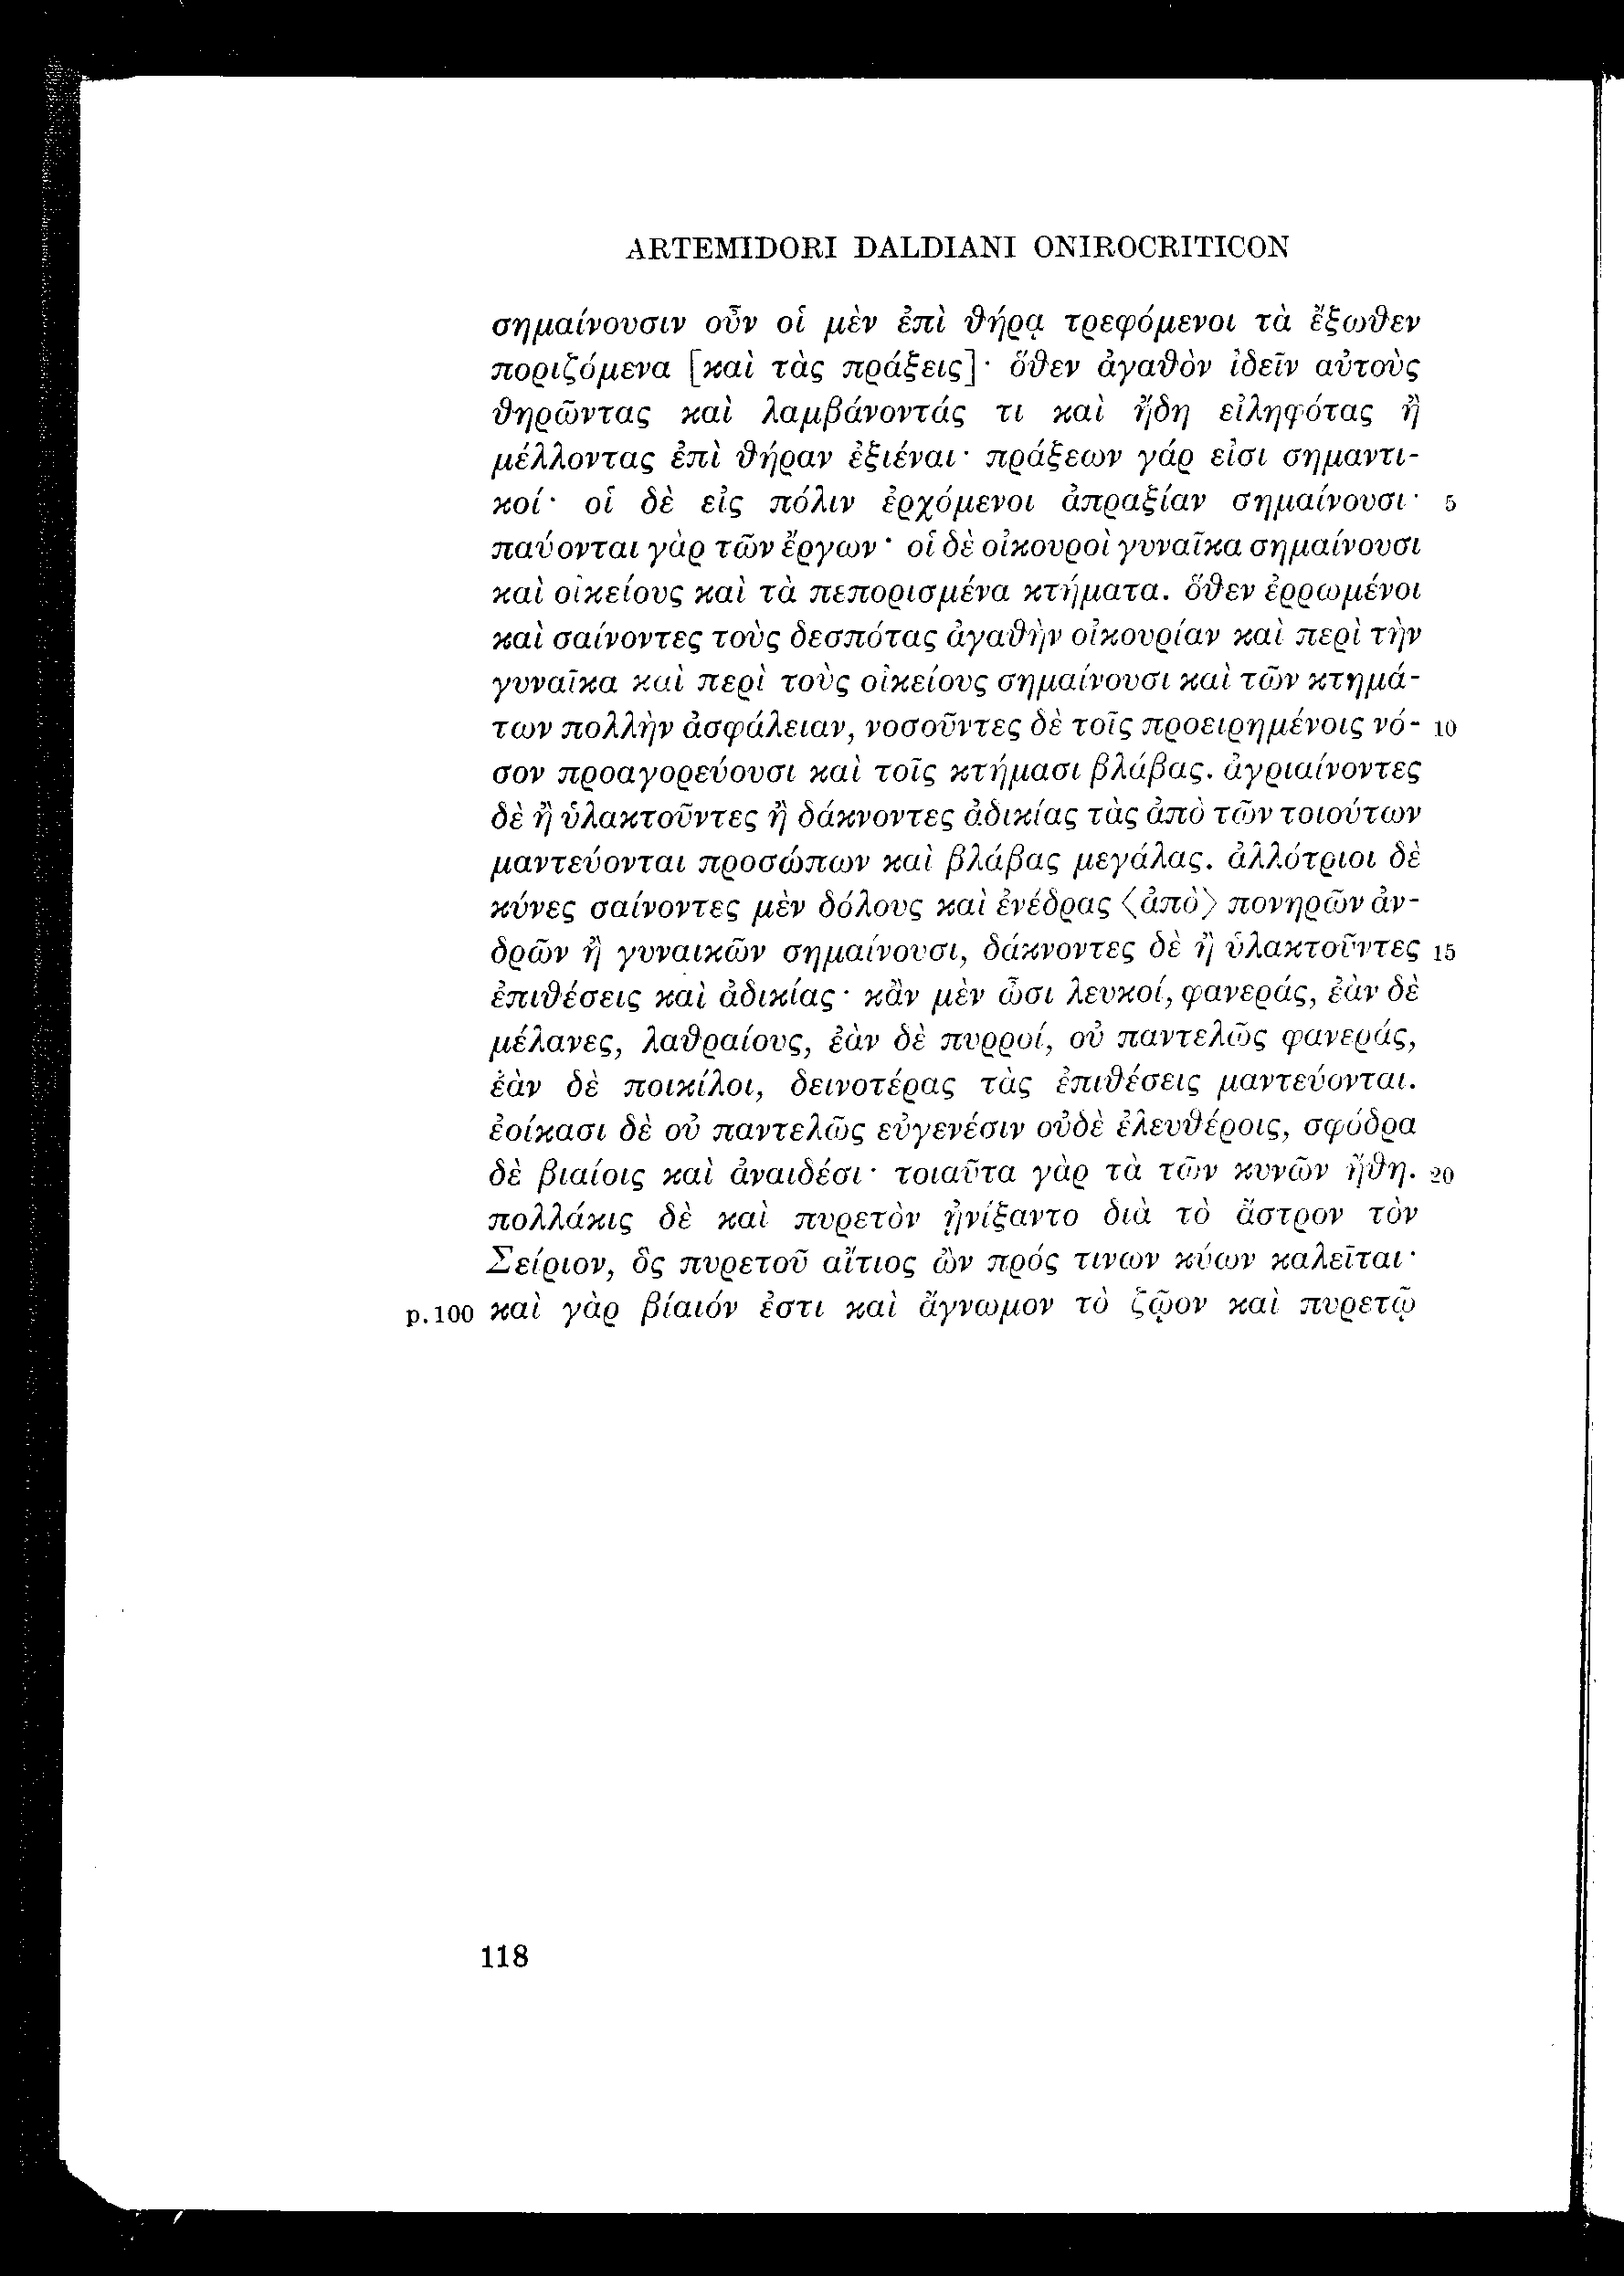 ARTEMIDORI DALDIANI ONIROCRITICON
σημαίνουσιν οὖν οἱ μὲν ἐπὶ θήρᾳ τρεφόμενοι τὰ ἔξωθεν
ποριζόμενα [καὶ τὰς πράξεις]· ὅθεν ἀγαθὸν ἰδεῖν αὐτοὺς
θηρῶντας καὶ λαμβάνοντάς τι καὶ ἤδη εἰληφότας ἢ
μέλλοντας ἐπὶ θήραν ἐξιέναι· πράξεων γάρ εἰσι σημαντι-
κοί· οἱ δὲ εἰς πόλιν ἐρχόμενοι ἀπραξίαν σημαίνουσι· 5
παύονται γὰρ τῶν ἔργων· οἱ δὲ οἰκουροὶ γυναῖκα σημαίνουσι
καὶ οἰκείους καὶ τὰ πεπορισμένα κτήματα. ὅθεν ἐρρωμένοι
καὶ σαίνοντες τοὺς δεσπότας ἀγαθὴν οἰκουρίαν καὶ περὶ τὴν
γυναῖκα καὶ περὶ τοὺς οἰκείους σημαίνουσι καὶ τῶν κτημά-
των πολλὴν ἀσφάλειαν, νοσοῦντες δὲ τοῖς προειρημένοις νό- 10
σον προαγορεύουσι καὶ τοῖς κτήμασι βλάβας. ἀγριαίνοντες
δὲ ἢ ὑλακτοῦντες ἢ δάκνοντες ἀδικίας τὰς ἀπὸ τῶν τοιούτων
μαντεύονται προσώπων καὶ βλάβας μεγάλας. ἀλλότριοι δὲ
κύνες σαίνοντες μὲν δόλους καὶ ἐνέδρας ⟨ἀπὸ⟩ πονηρῶν ἀν-
δρῶν ἢ γυναικῶν σημαίνουσι, δάκνοντες δὲ ἢ ὑλακτοῦντες 15
ἐπιθέσεις καὶ ἀδικίας· κἂν μὲν ὦσι λευκοί, φανεράς, ἐὰν δὲ
μέλανες, λαθραίους, ἐὰν δὲ πυρροί, οὐ παντελῶς φανεράς,
ἐὰν δὲ ποικίλοι, δεινοτέρας τὰς ἐπιθέσεις μαντεύονται.
ἐοίκασι δὲ οὐ παντελῶς εὐγενέσιν οὐδὲ ἐλευθέροις, σφόδρα
δὲ βιαίοις καὶ ἀναιδέσι· τοιαῦτα γὰρ τὰ τῶν κυνῶν ἤθη. 20
πολλάκις δὲ καὶ πυρετὸν ᾐνίξαντο διὰ τὸ ἄστρον τὸν
Σείριον, ὃς πυρετοῦ αἴτιος ὢν πρός τινων κύων καλεῖται·
p.100 καὶ γὰρ βίαιόν ἐστι καὶ ἄγνωμον τὸ ζῷον καὶ πυρετῷ
118